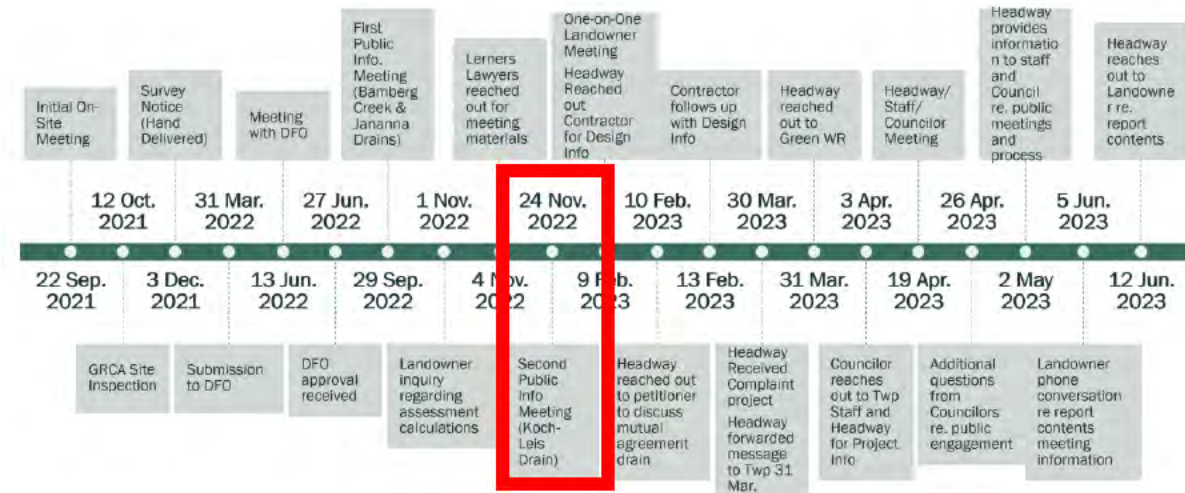 Initial On-
Site
Meeting
Survey
Notice
(Hand
Delivered)
Meeting
with DFO
First
Public
Info.
Meeting
(Bamberg
Creek &
Jananna
Drains)
Lerners
Lawyers
reached
out for
meeting
materials
One-on-One
Landowner
Meeting
Headway
Reached
out
Contractor
for Design
Info
Contractor
follows up
with Design
Info
Headway
reached
out to
Green WR
Headway/
Staff/
Councilor
Meeting
Headway
provides
informatio
n to staff
and
Council
re. public
meetings
and
process
Headway
reaches
out to
Landowne
r re.
report
contents
12 Oct.
2021
31 Mar.
2022
27 Jun.
2022
1 Nov.
2022
24 Nov.
2022
10 Feb.
2023
30 Mar.
2023
3 Apr.
2023
26 Apr.
2023
5 Jun.
2023
22 Sep.
2021
3 Dec.
2021
13 Jun.
2022
29 Sep.
2022
4 Nov.
2022
9 Feb.
2023
13 Feb.
2023
31 Mar.
2023
19 Apr.
2023
2 May
2023
12 Jun.
2023
GRCA Site
Inspection
Submission
to DFO
DFO
approval
received
Landowner
inquiry
regarding
assessment
calculations
Second
Public
Info
Meeting
(Koch-
Leis
Drain)
Headway
reached out
to petitioner
to discuss
mutual
agreement
drain
Headway
Received
Complaint
project
Headway
forwarded
message
to Twp 31
Mar.
Councilor
reaches
out to Twp
Staff and
Headway
for Project
Info
Additional
questions
from
Councilors
re. public
engagement
Landowner
phone
conversation
re report
contents
meeting
information